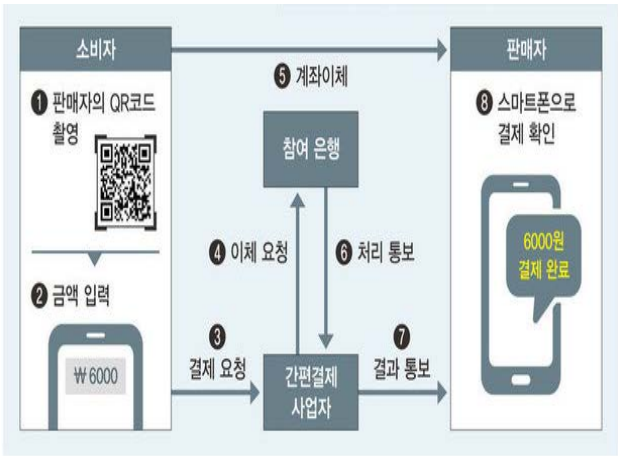 소비자
❶ 판매자의 QR코드
촬영
❷ 금액 입력
₩6000
❸
결제 요청
간편결제
사업자
❹ 이체 요청
참여 은행
❺ 계좌이체
❻ 처리 통보
❼
결과 통보
판매자
❽ 스마트폰으로
결제 확인
6000원
결제 완료